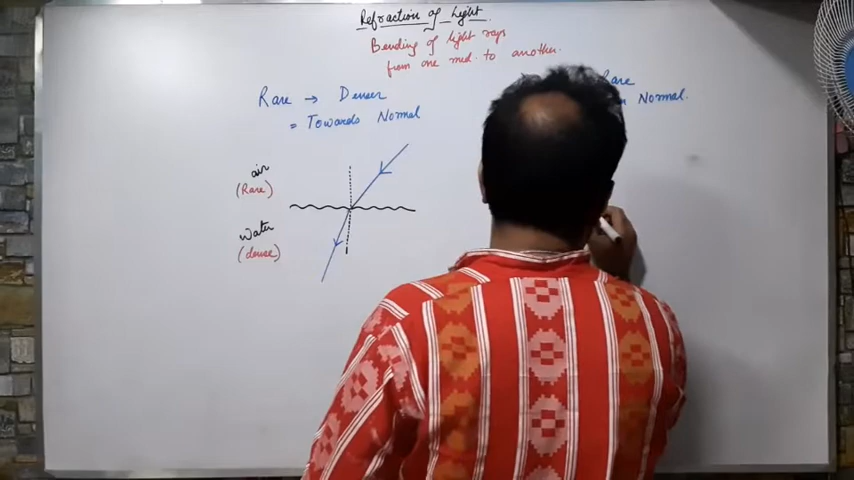 Refraction of Light
Bending of light rays
from one med. to another.
Rare → Denser
= Towards Normal
Rare
Normal.
air
(Rare)
water
(dense)